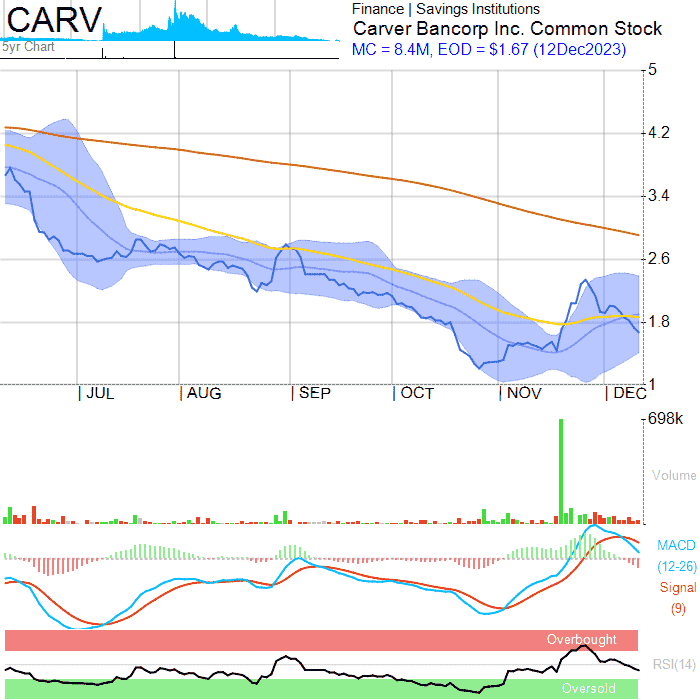 CARV
5yr Chart
Finance | Savings Institutions
Carver Bancorp Inc. Common Stock
MC = 8.4M, EOD = $1.67 (12Dec2023)
5
4.2
3.4
2.6
1.8
1
| JUL | AUG | SEP | OCT | NOV | DEC
698k
Volume
MACD
(12-26)
Signal
(9)
Overbought
RSI(14)
Oversold